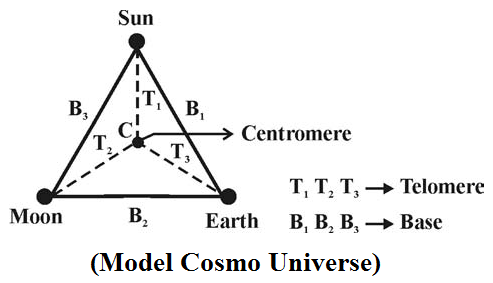 Sun
B₃ T₁ B₁
C Centromere
T₂ T₃
T₁ T₂ T₃ → Telomere
Moon B₂ Earth B₁ B₂ B₃ → Base
(Model Cosmo Universe)